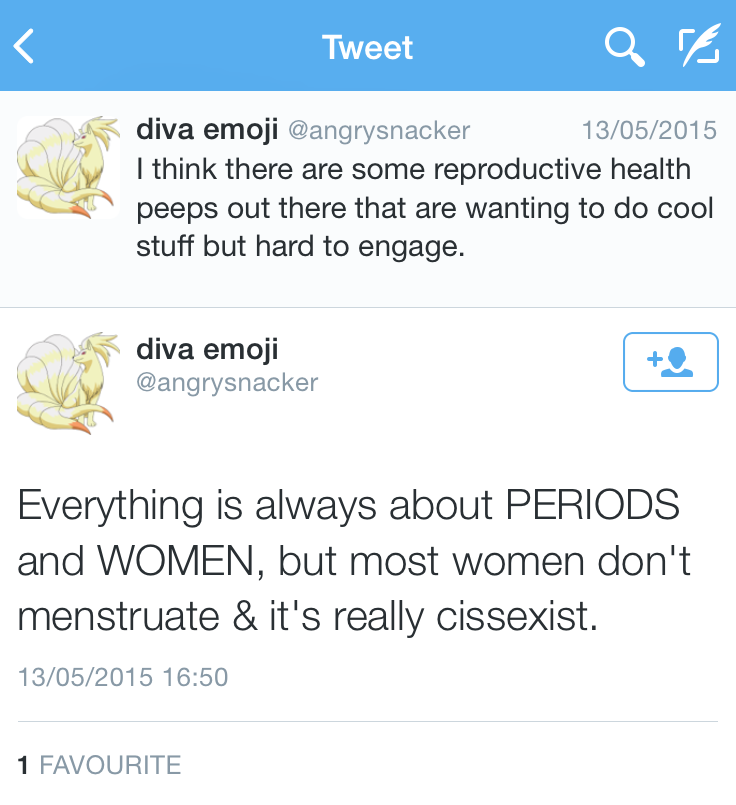 Tweet
diva emoji @angrysnacker 13/05/2015
I think there are some reproductive health
peeps out there that are wanting to do cool
stuff but hard to engage.
diva emoji
@angrysnacker
Everything is always about PERIODS
and WOMEN, but most women don't
menstruate & it's really cissexist.
13/05/2015 16:50
1 FAVOURITE